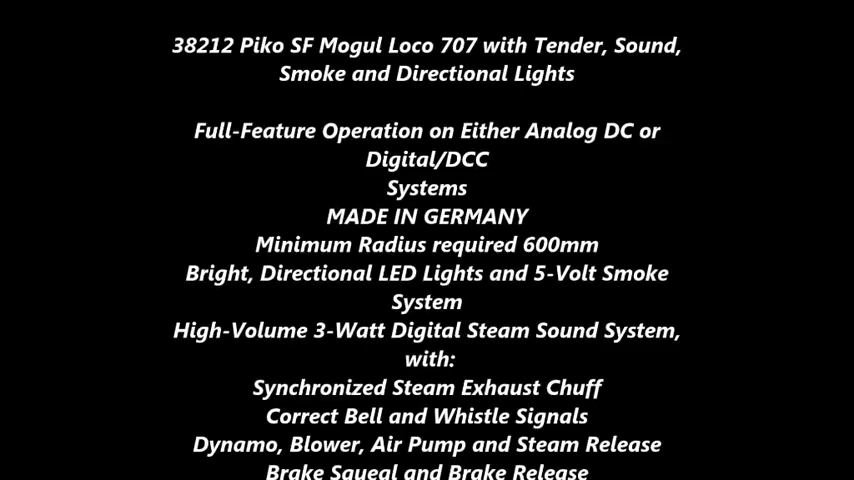 38212 Piko SF Mogul Loco 707 with Tender, Sound,
Smoke and Directional Lights
Full-Feature Operation on Either Analog DC or
Digital/DCC
Systems
MADE IN GERMANY
Minimum Radius required 600mm
Bright, Directional LED Lights and 5-Volt Smoke
System
High-Volume 3-Watt Digital Steam Sound System,
with:
Synchronized Steam Exhaust Chuff
Correct Bell and Whistle Signals
Dynamo, Blower, Air Pump and Steam Release
Brake Squeal and Brake Release